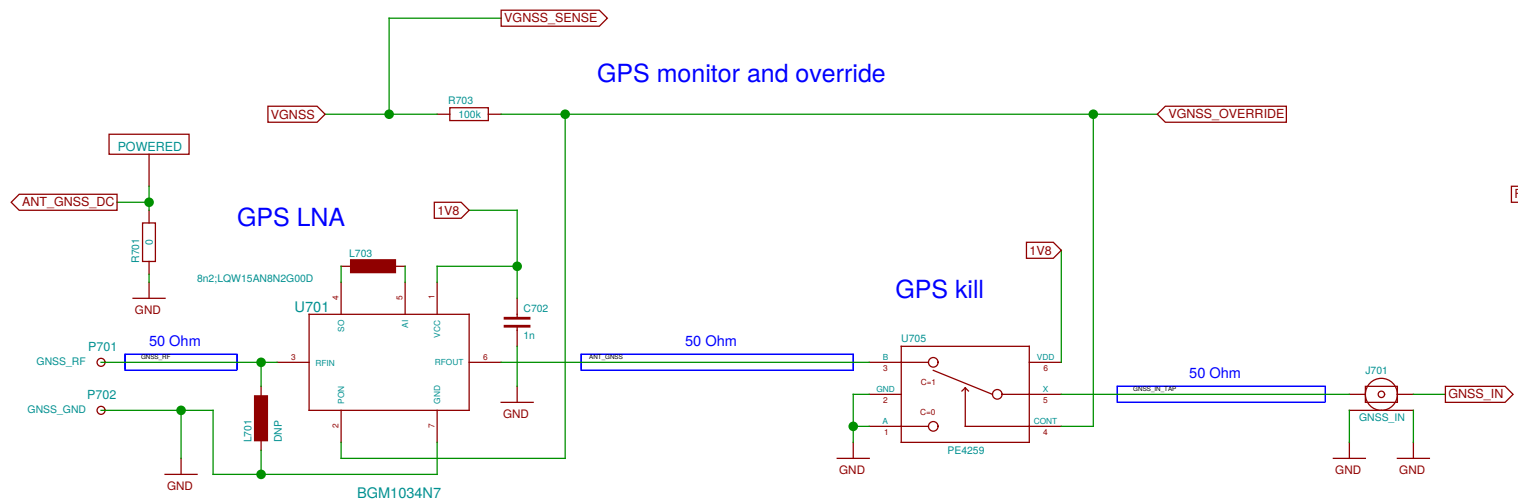 VGNSS_SENSE
GPS monitor and override
R703
VGNSS
100k
VGNSS_OVERRIDE
POWERED
ANT_GNSS_DC
R701
0
GND
GPS LNA
1V8
L703
8n2;LQW15AN8N2G00D
U701
4
5
1
SO
AI
VCC
C702
1n
GND
1V8
GPS kill
P701
GNSS_RF
50 Ohm
GNSS_RF
3
RFIN
RFOUT
6
PON
GND
2
7
50 Ohm
ANT_GNSS
U705
B
3
VDD
6
C=1
GND
2
X
5
C=0
A
1
CONT
4
PE4259
GND
50 Ohm
GNSS_IN_TAP
J701
GNSS_IN
GNSS_IN
GND
GND
P702
GNSS_GND
L701
DNP
GND
BGM1034N7